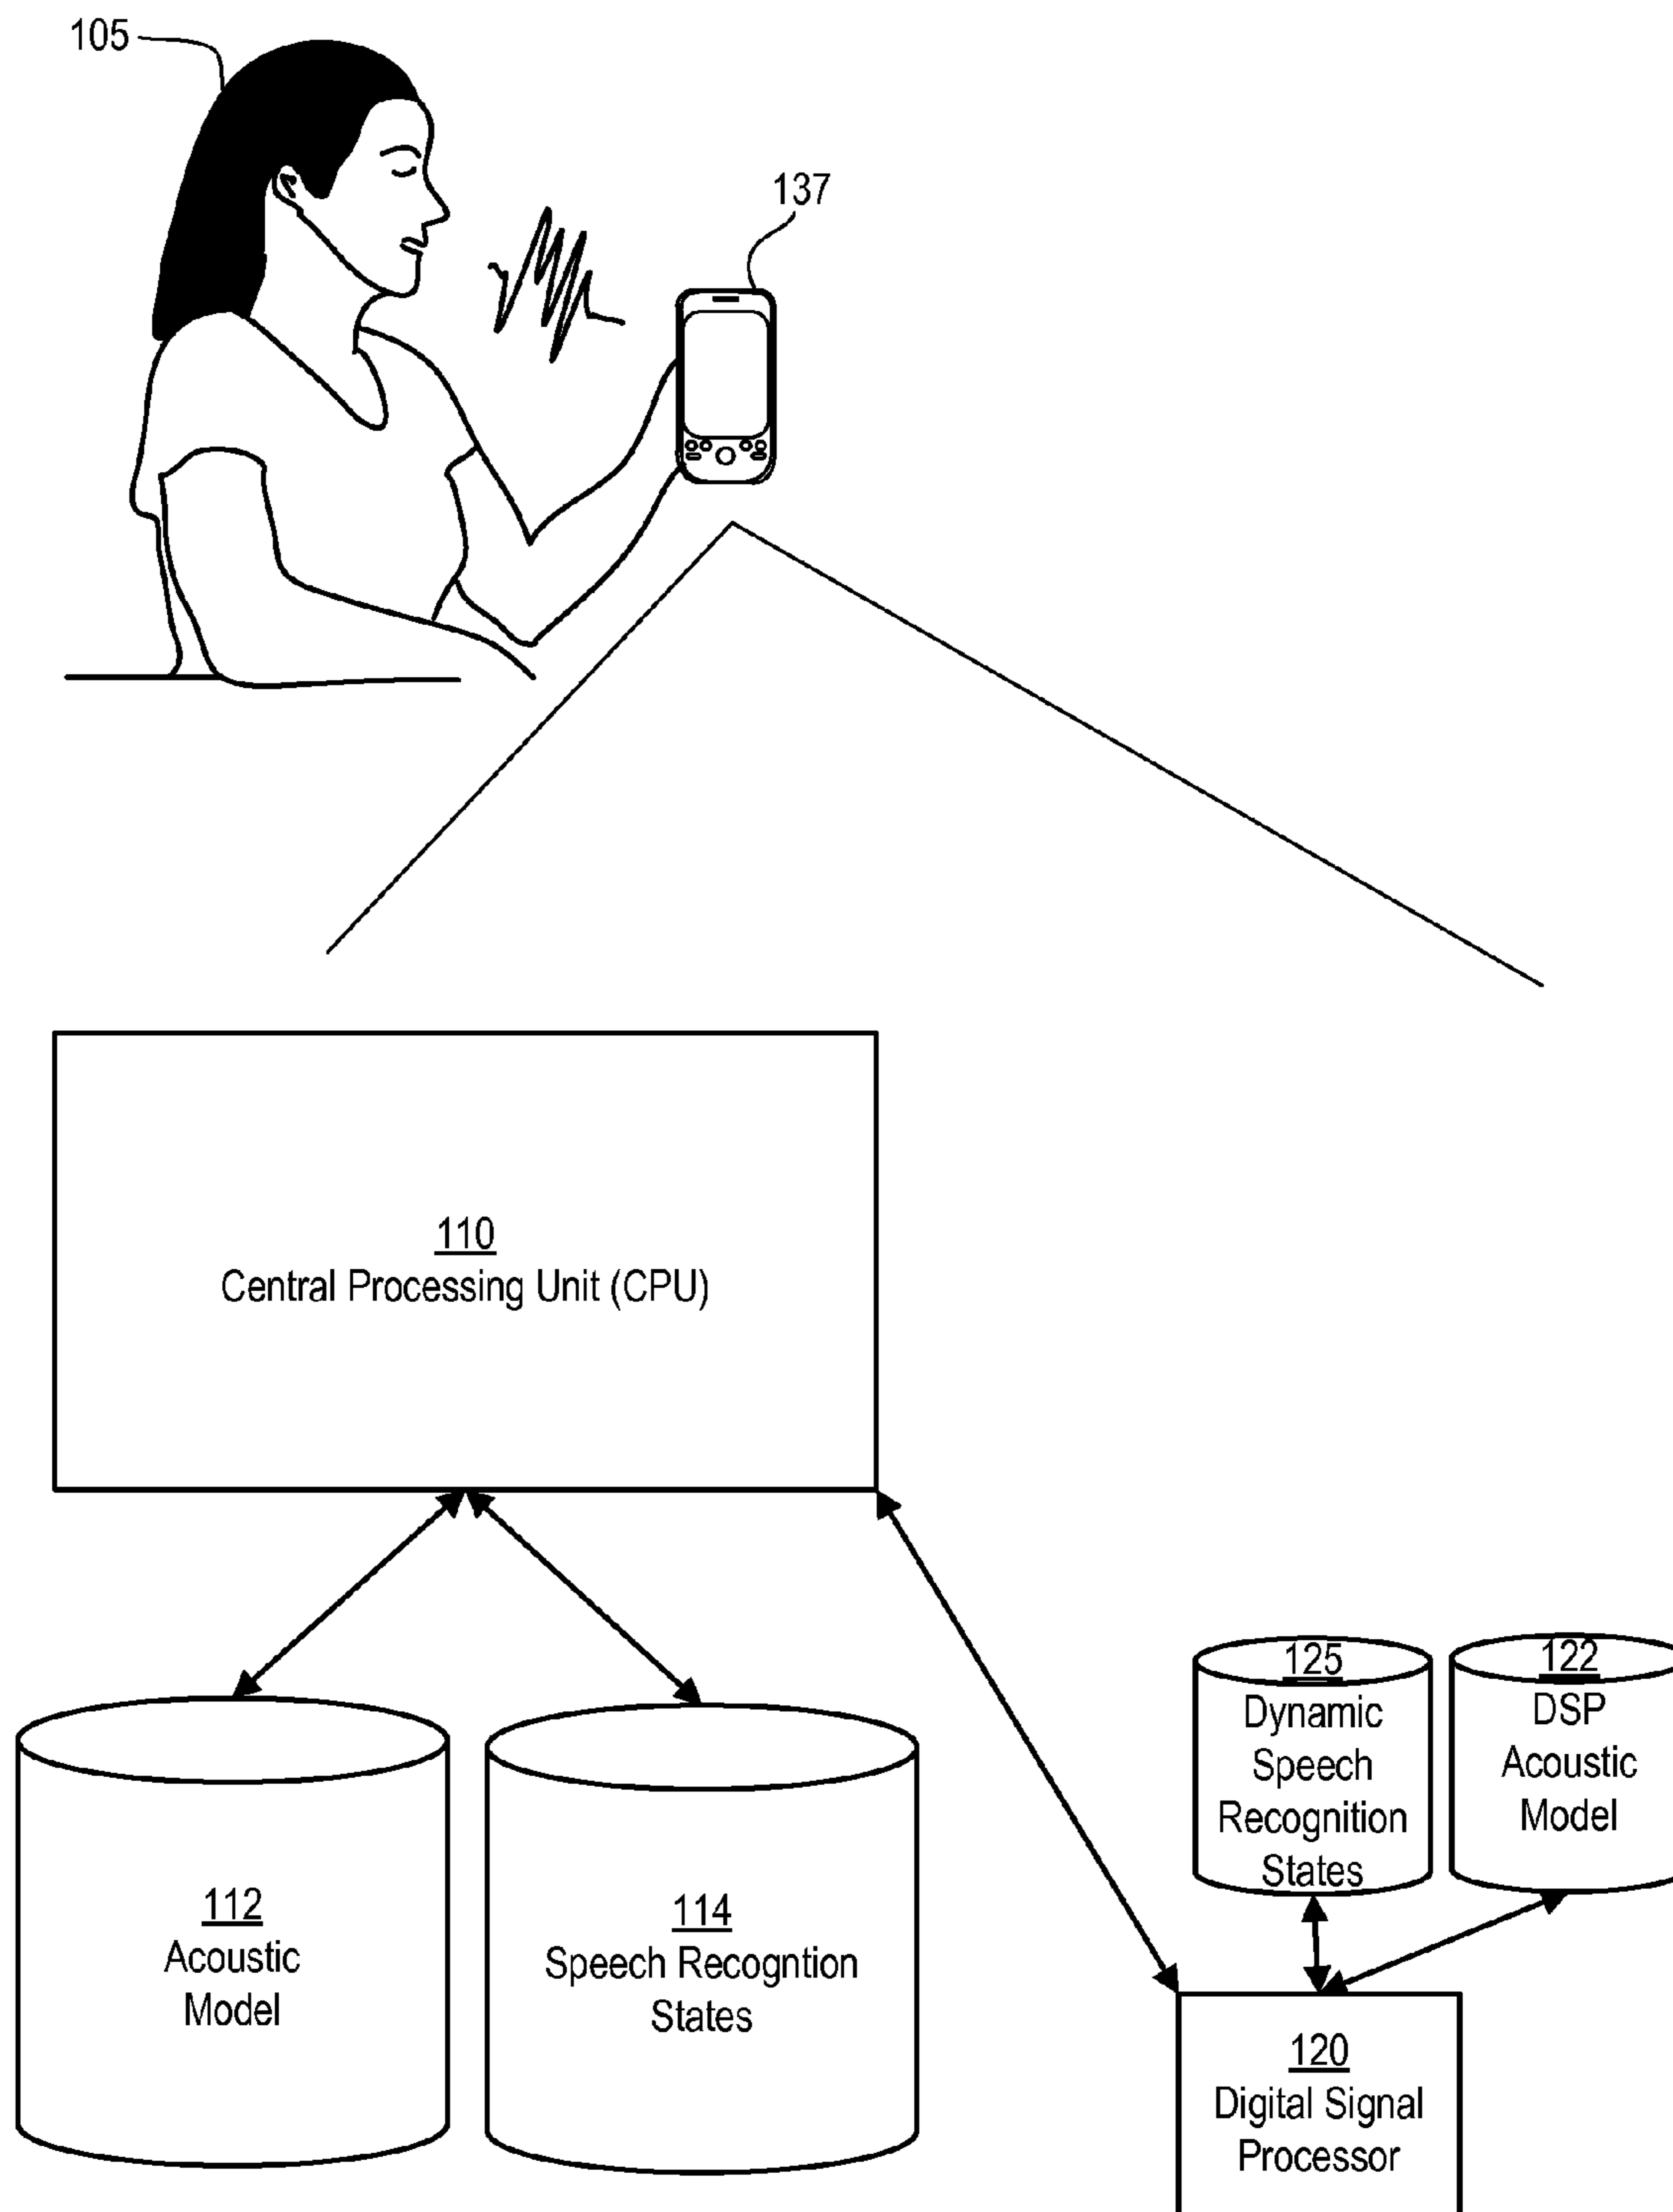 105
137
110
Central Processing Unit (CPU)
112
Acoustic
Model
114
Speech Recogntion
States
125
Dynamic
Speech
Recognition
States
122
DSP
Acoustic
Model
120
Digital Signal
Processor